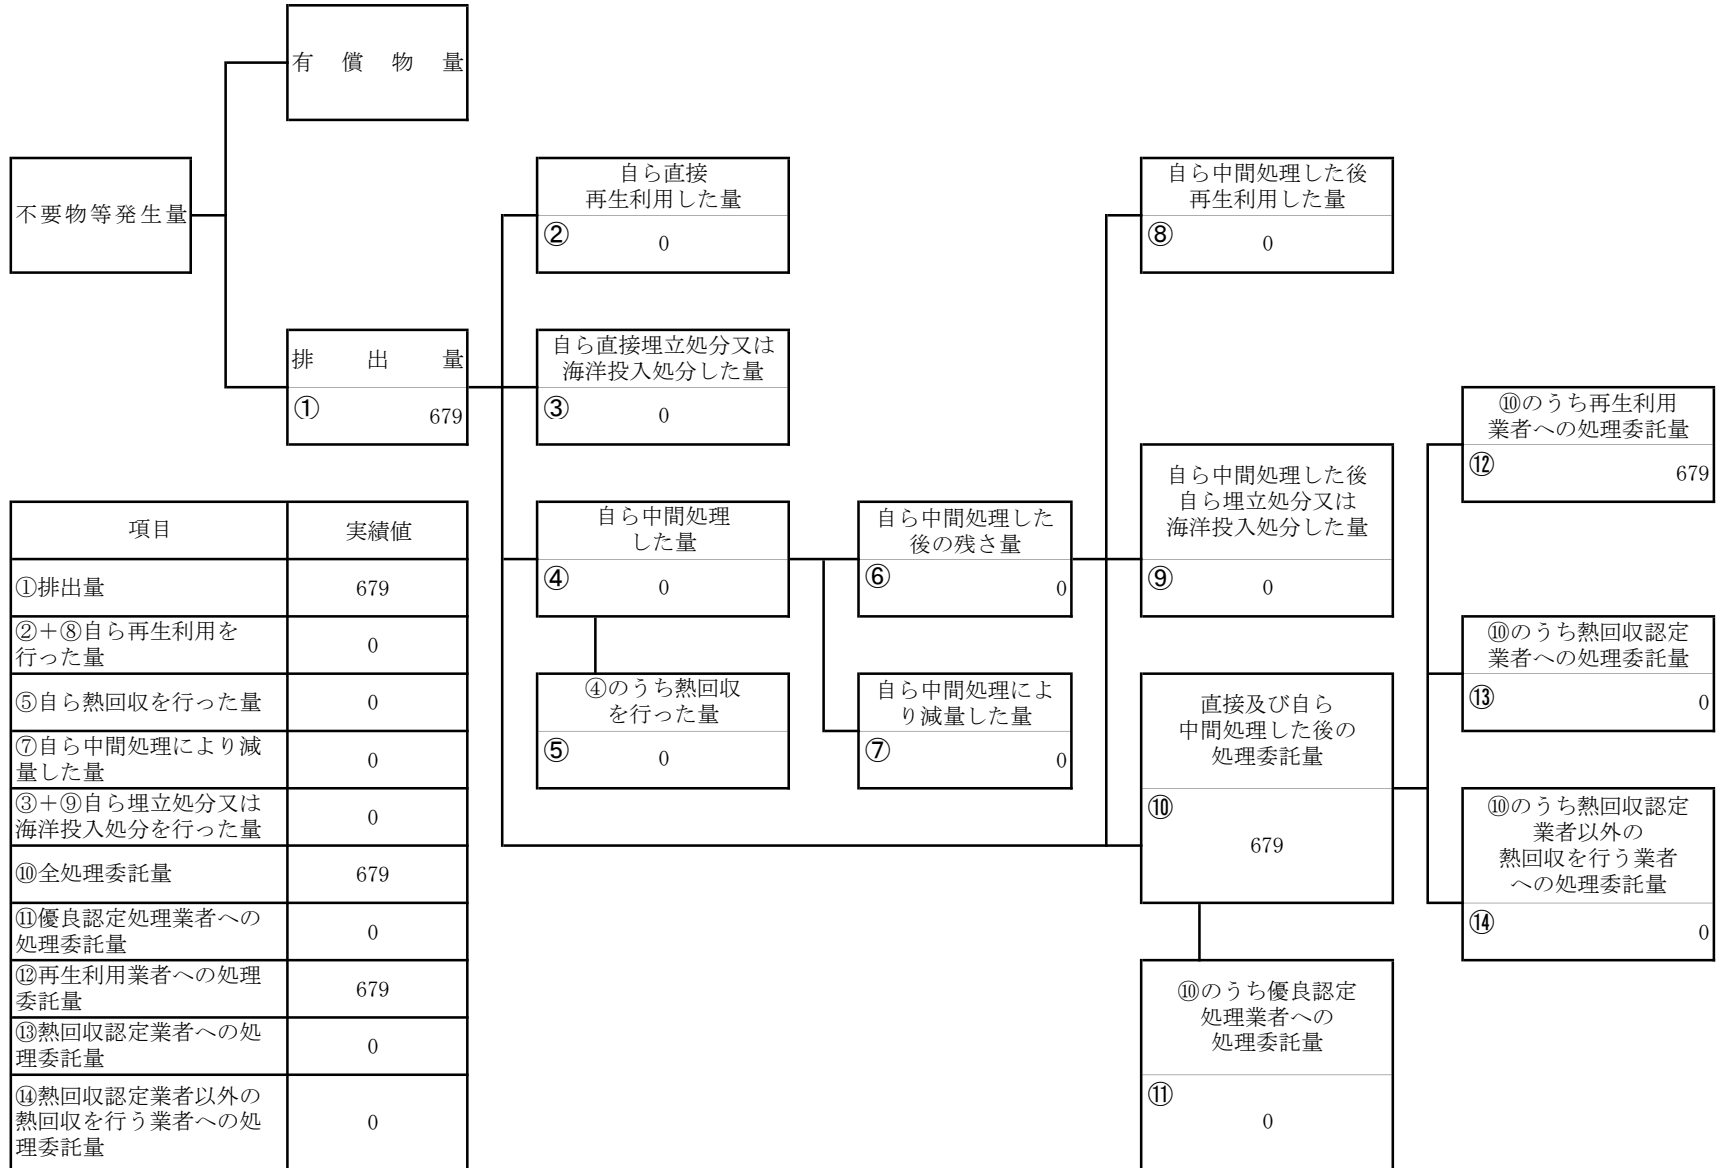 有償物量
不要物等発生量
自ら直接
再生利用した量
② 0
自ら中間処理した後
再生利用した量
⑧ 0
排出量
① 679
自ら直接埋立処分又は
海洋投入処分した量
③ 0
⑩のうち再生利用
業者への処理委託量
⑫ 679
自ら中間処理
した量
④ 0
自ら中間処理した
後の残さ量
⑥ 0
自ら中間処理した後
自ら埋立処分又は
海洋投入処分した量
⑨ 0
⑩のうち熱回収認定
業者への処理委託量
⑬ 0
④のうち熱回収
を行った量
⑤ 0
自ら中間処理によ
り減量した量
⑦ 0
直接及び自ら
中間処理した後の
処理委託量
⑩
679
⑩のうち熱回収認定
業者以外の
熱回収を行う業者
への処理委託量
⑭ 0
⑩のうち優良認定
処理業者への
処理委託量
⑪
0
項目 実績値
①排出量 679
②＋⑧自ら再生利用を
行った量 0
⑤自ら熱回収を行った量 0
⑦自ら中間処理により減
量した量 0
③＋⑨自ら埋立処分又は
海洋投入処分を行った量 0
⑩全処理委託量 679
⑪優良認定処理業者への
処理委託量 0
⑫再生利用業者への処理
委託量 679
⑬熱回収認定業者への処
理委託量 0
⑭熱回収認定業者以外の
熱回収を行う業者への処
理委託量 0